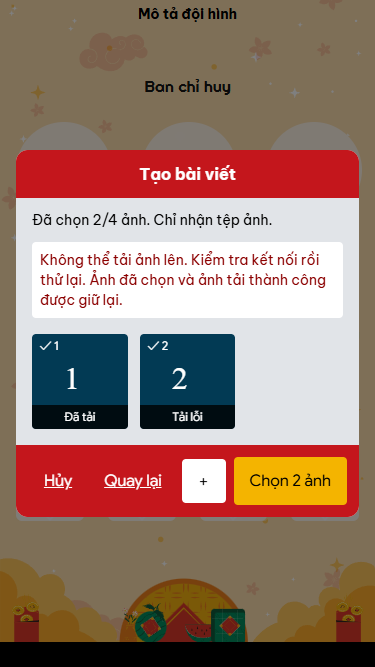 Mô tả đội hình
Ban chỉ huy
Tạo bài viết
Đã chọn 2/4 ảnh. Chỉ nhận tệp ảnh.
Không thể tải ảnh lên. Kiểm tra kết nối rồi
thử lại. Ảnh đã chọn và ảnh tải thành công
được giữ lại.
✓ 1
1
Đã tải
✓ 2
2
Tải lỗi
Hủy
Quay lại
+
Chọn 2 ảnh